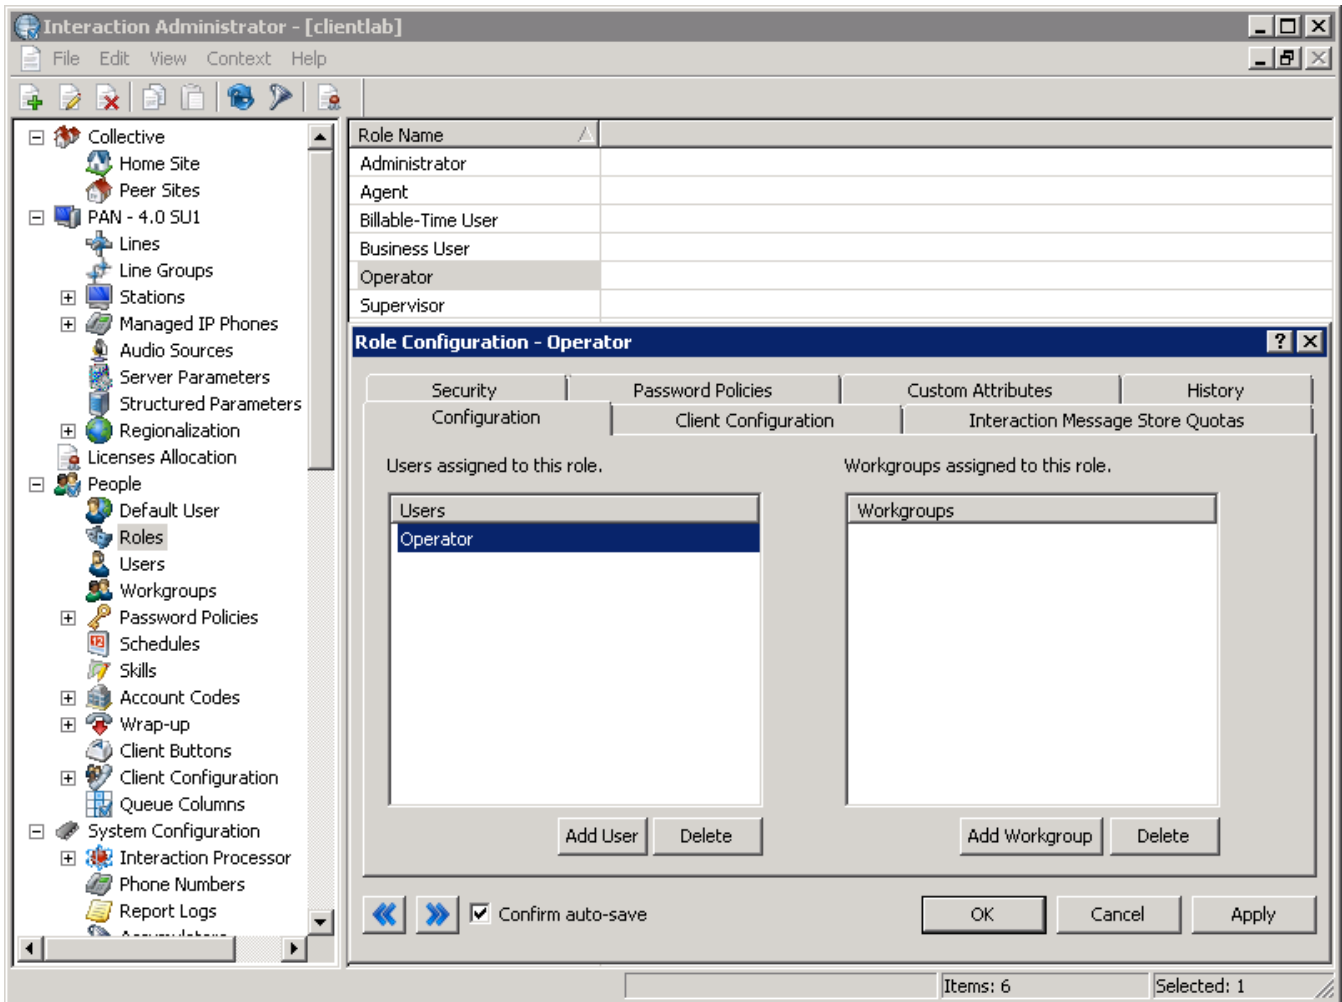 Interaction Administrator - [clientlab]
File Edit View Context Help
Collective
Home Site
Peer Sites
PAN - 4.0 SU1
Lines
Line Groups
Stations
Managed IP Phones
Audio Sources
Server Parameters
Structured Parameters
Regionalization
Licenses Allocation
People
Default User
Roles
Users
Workgroups
Password Policies
Schedules
Skills
Account Codes
Wrap-up
Client Buttons
Client Configuration
Queue Columns
System Configuration
Interaction Processor
Phone Numbers
Report Logs
Role Name
Administrator
Agent
Billable-Time User
Business User
Operator
Supervisor
Role Configuration - Operator
Security Password Policies Custom Attributes History
Configuration Client Configuration Interaction Message Store Quotas
Users assigned to this role. Workgroups assigned to this role.
Users Workgroups
Operator
Add User Delete Add Workgroup Delete
Confirm auto-save OK Cancel Apply
Items: 6 Selected: 1